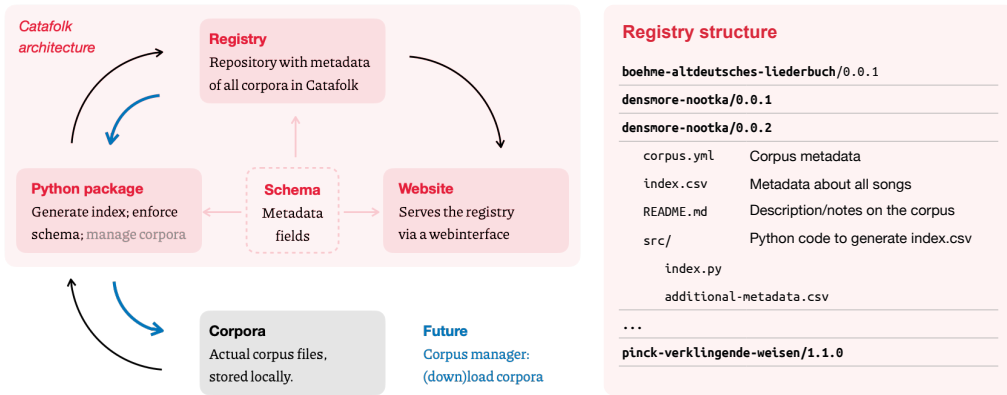 Catafolk
architecture
Registry
Repository with metadata
of all corpora in Catafolk
Python package
Generate index; enforce
schema; manage corpora
Schema
Metadata
fields
Website
Serves the registry
via a webinterface
Corpora
Actual corpus files,
stored locally.
Future
Corpus manager:
(down)load corpora
Registry structure
boehme-altdeutsches-liederbuch/0.0.1
densmore-nootka/0.0.1
densmore-nootka/0.0.2
corpus.yml Corpus metadata
index.csv Metadata about all songs
README.md Description/notes on the corpus
src/ Python code to generate index.csv
index.py
additional-metadata.csv
...
pinck-verklingende-weisen/1.1.0